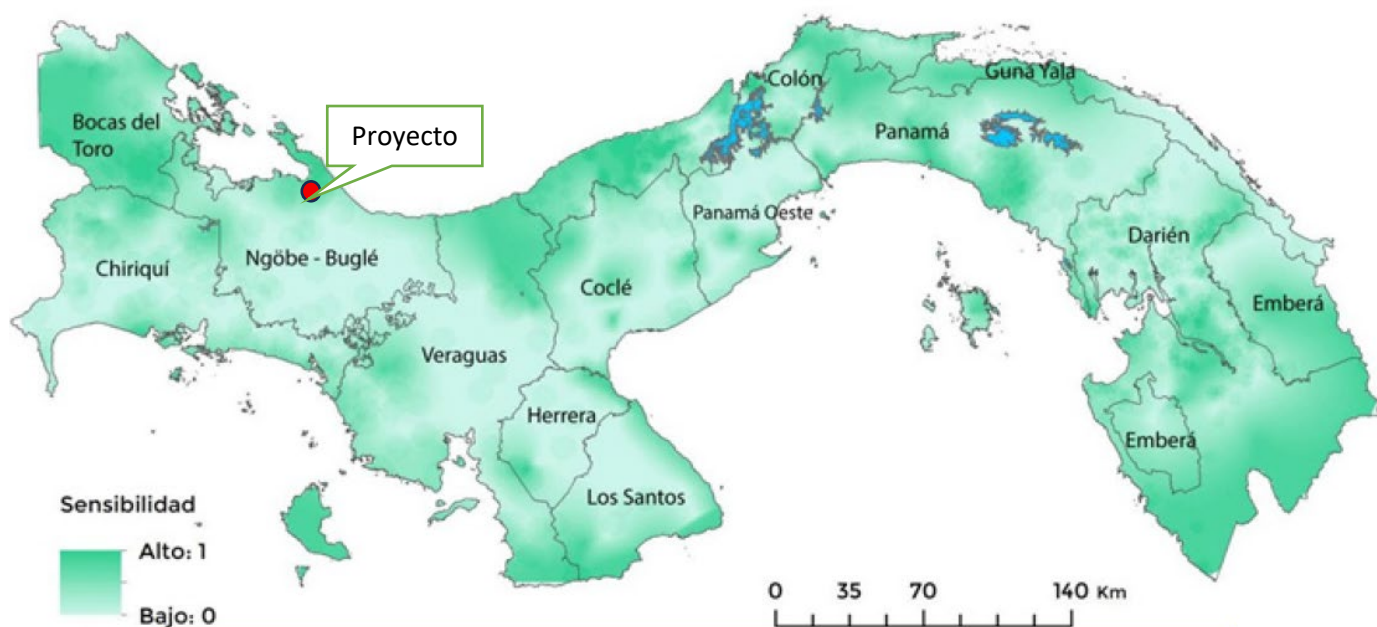 Colón
Guna Yala
Bocas del
Toro
Proyecto
Panamá
Panamá Oeste
Darién
Chiriquí
Ngöbe - Buglé
Coclé
Emberá
Veraguas
Herrera
Emberá
Los Santos
Sensibilidad
Alto: 1
Bajo: 0
0 35 70 140 Km